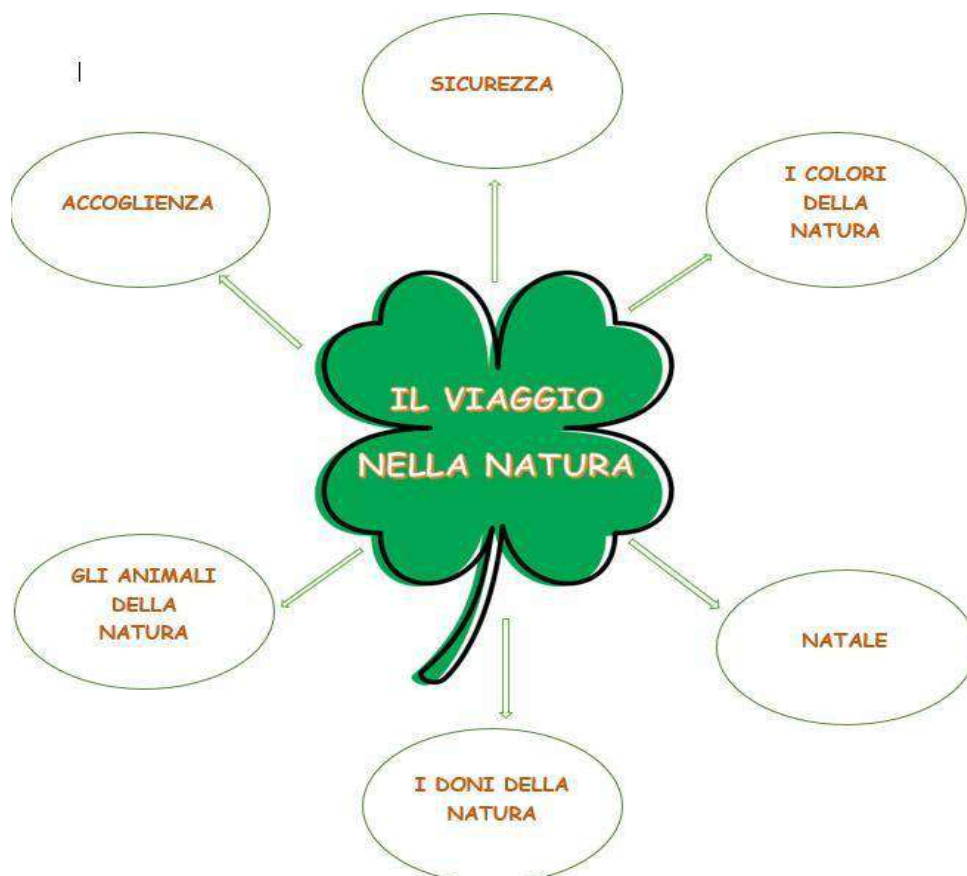 SICUREZZA
ACCOGLIENZA
I COLORI
DELLA
NATURA
IL VIAGGIO
NELLA NATURA
GLI ANIMALI
DELLA
NATURA
NATALE
I DONI DELLA
NATURA